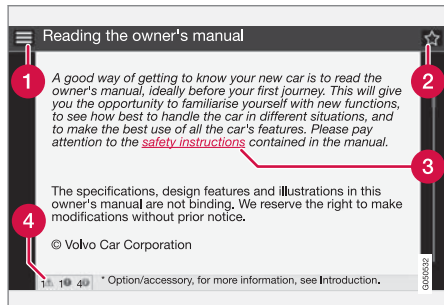 Reading the owner's manual
1
2
A good way of getting to know your new car is to read the
owner's manual, ideally before your first journey. This will give
you the opportunity to familiarise yourself with new functions,
to see how best to handle the car in different situations, and
to make the best use of all the car's features. Please pay
attention to the safety instructions contained in the manual.
3
The specifications, design features and illustrations in this
owner's manual are not binding. We reserve the right to make
modifications without prior notice.
4
© Volvo Car Corporation
1 1 4 * Option/accessory, for more information, see Introduction.
G050532